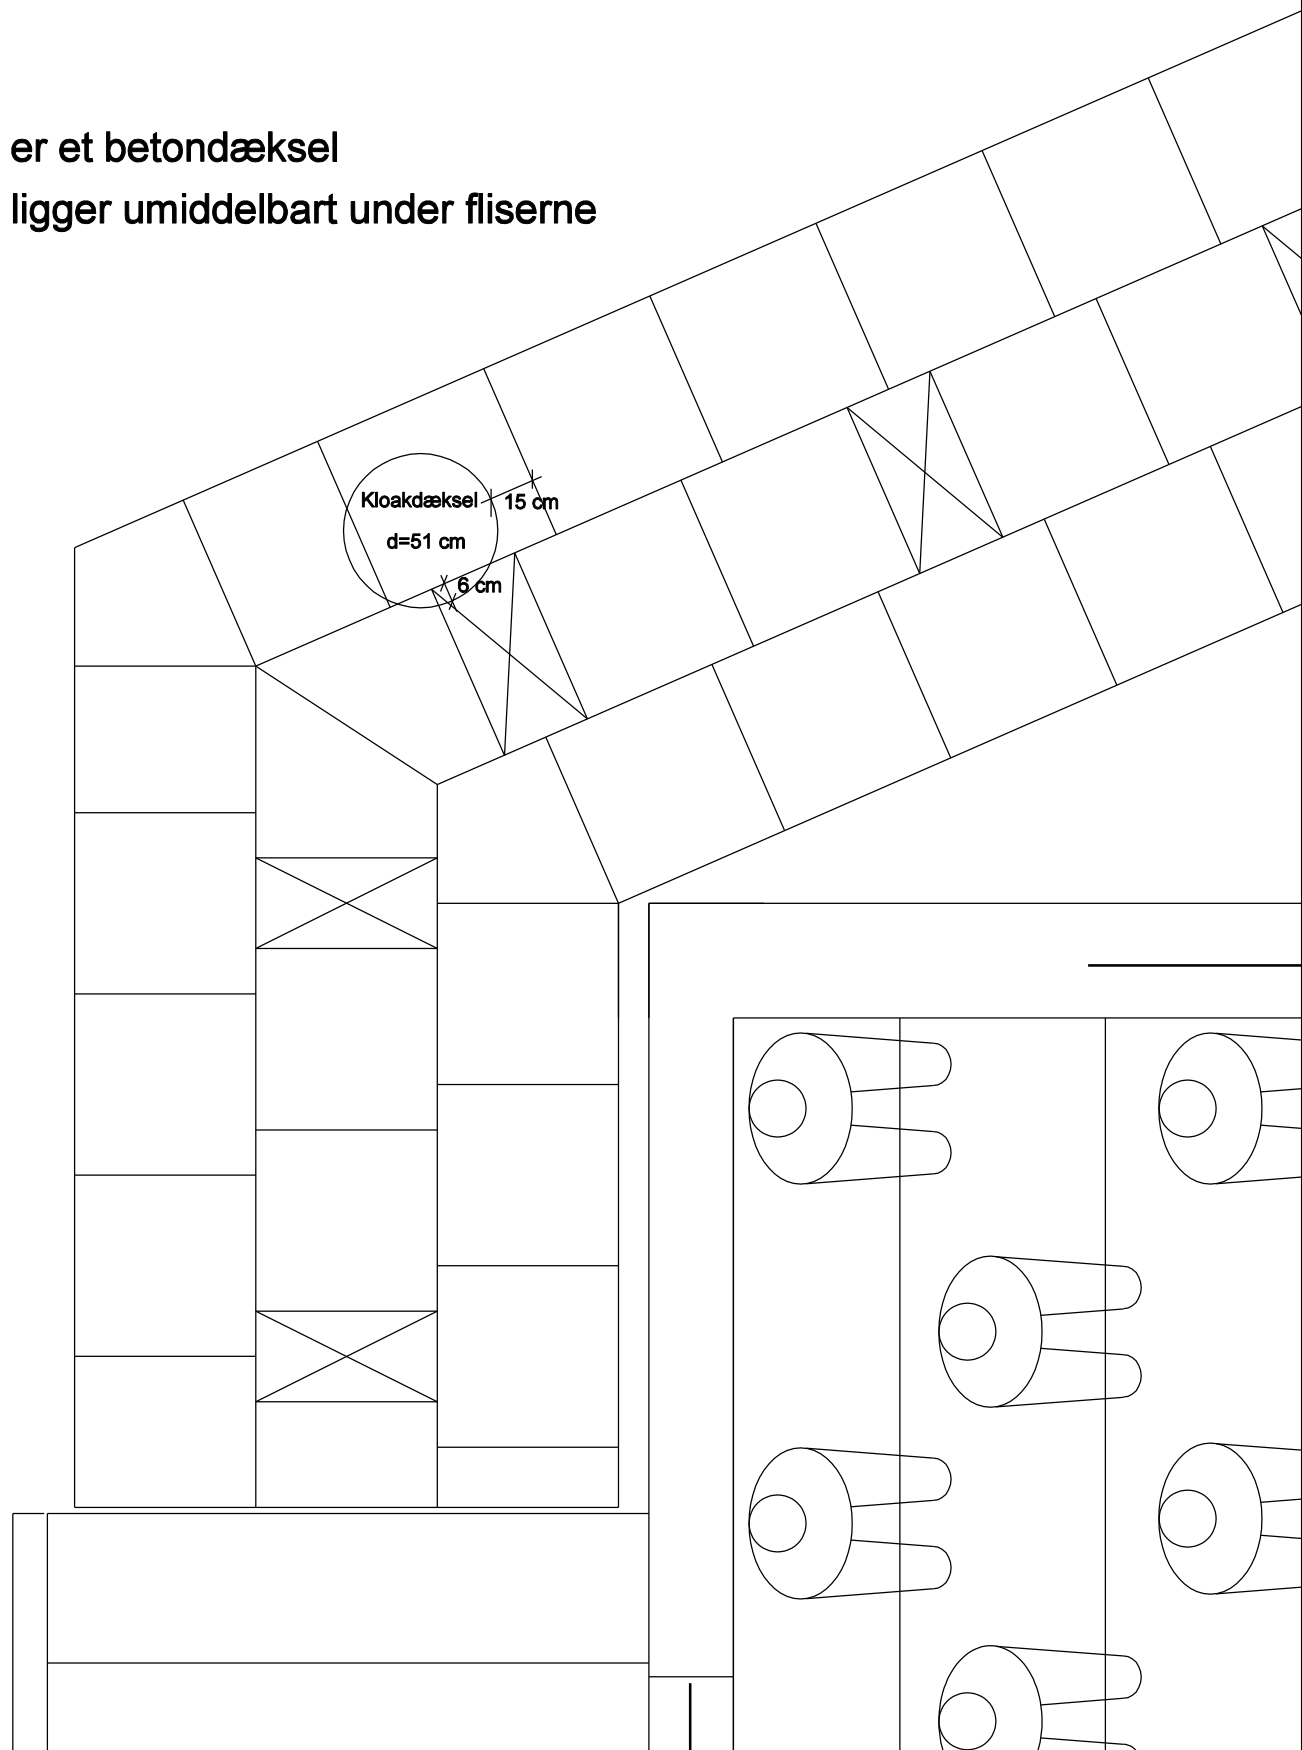 er et betondæksel
ligger umiddelbart under fliserne
Kloakdæksel
15 cm
d=51 cm
6 cm